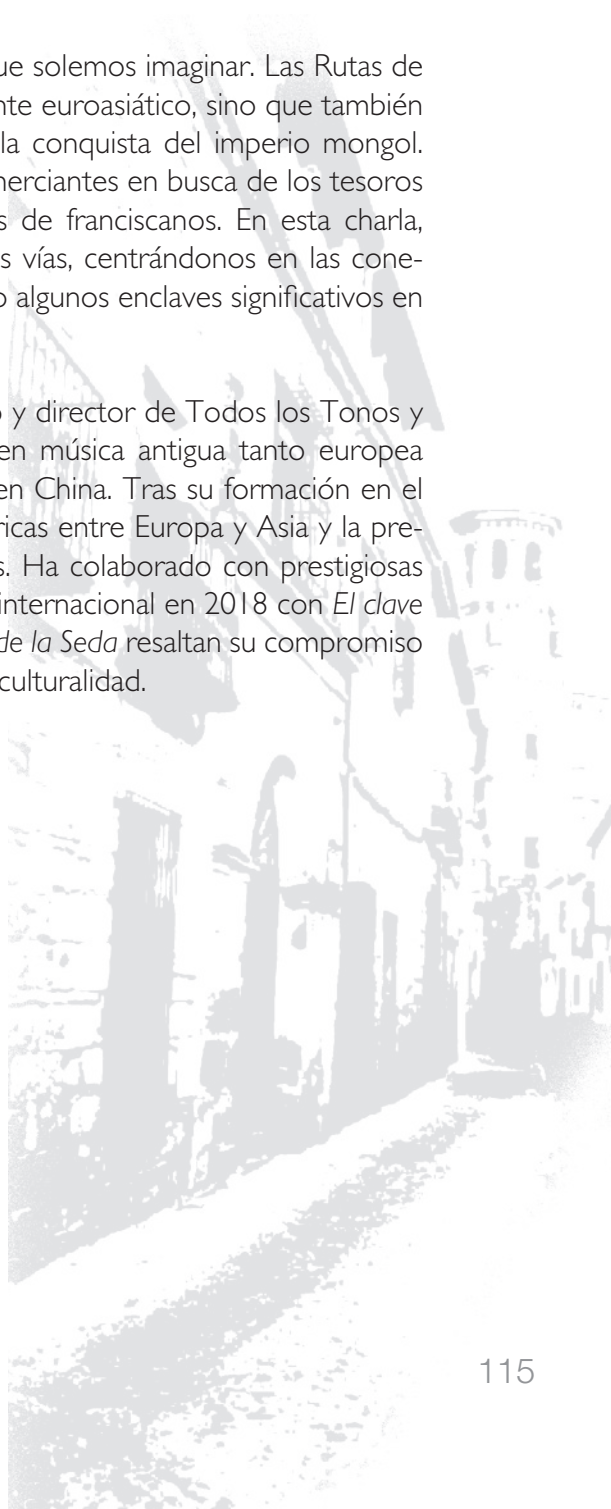 ue solemos imaginar. Las Rutas de
nte euroasiático, sino que también
la conquista del imperio mongol.
nerciantes en busca de los tesoros
s de franciscanos. En esta charla,
s vías, centrándonos en las cone-
o algunos enclaves significativos en
o y director de Todos los Tonos y
en música antigua tanto europea
en China. Tras su formación en el
ricas entre Europa y Asia y la pre-
s. Ha colaborado con prestigiosas
internacional en 2018 con El clave
de la Seda resaltan su compromiso
culturalidad.
115